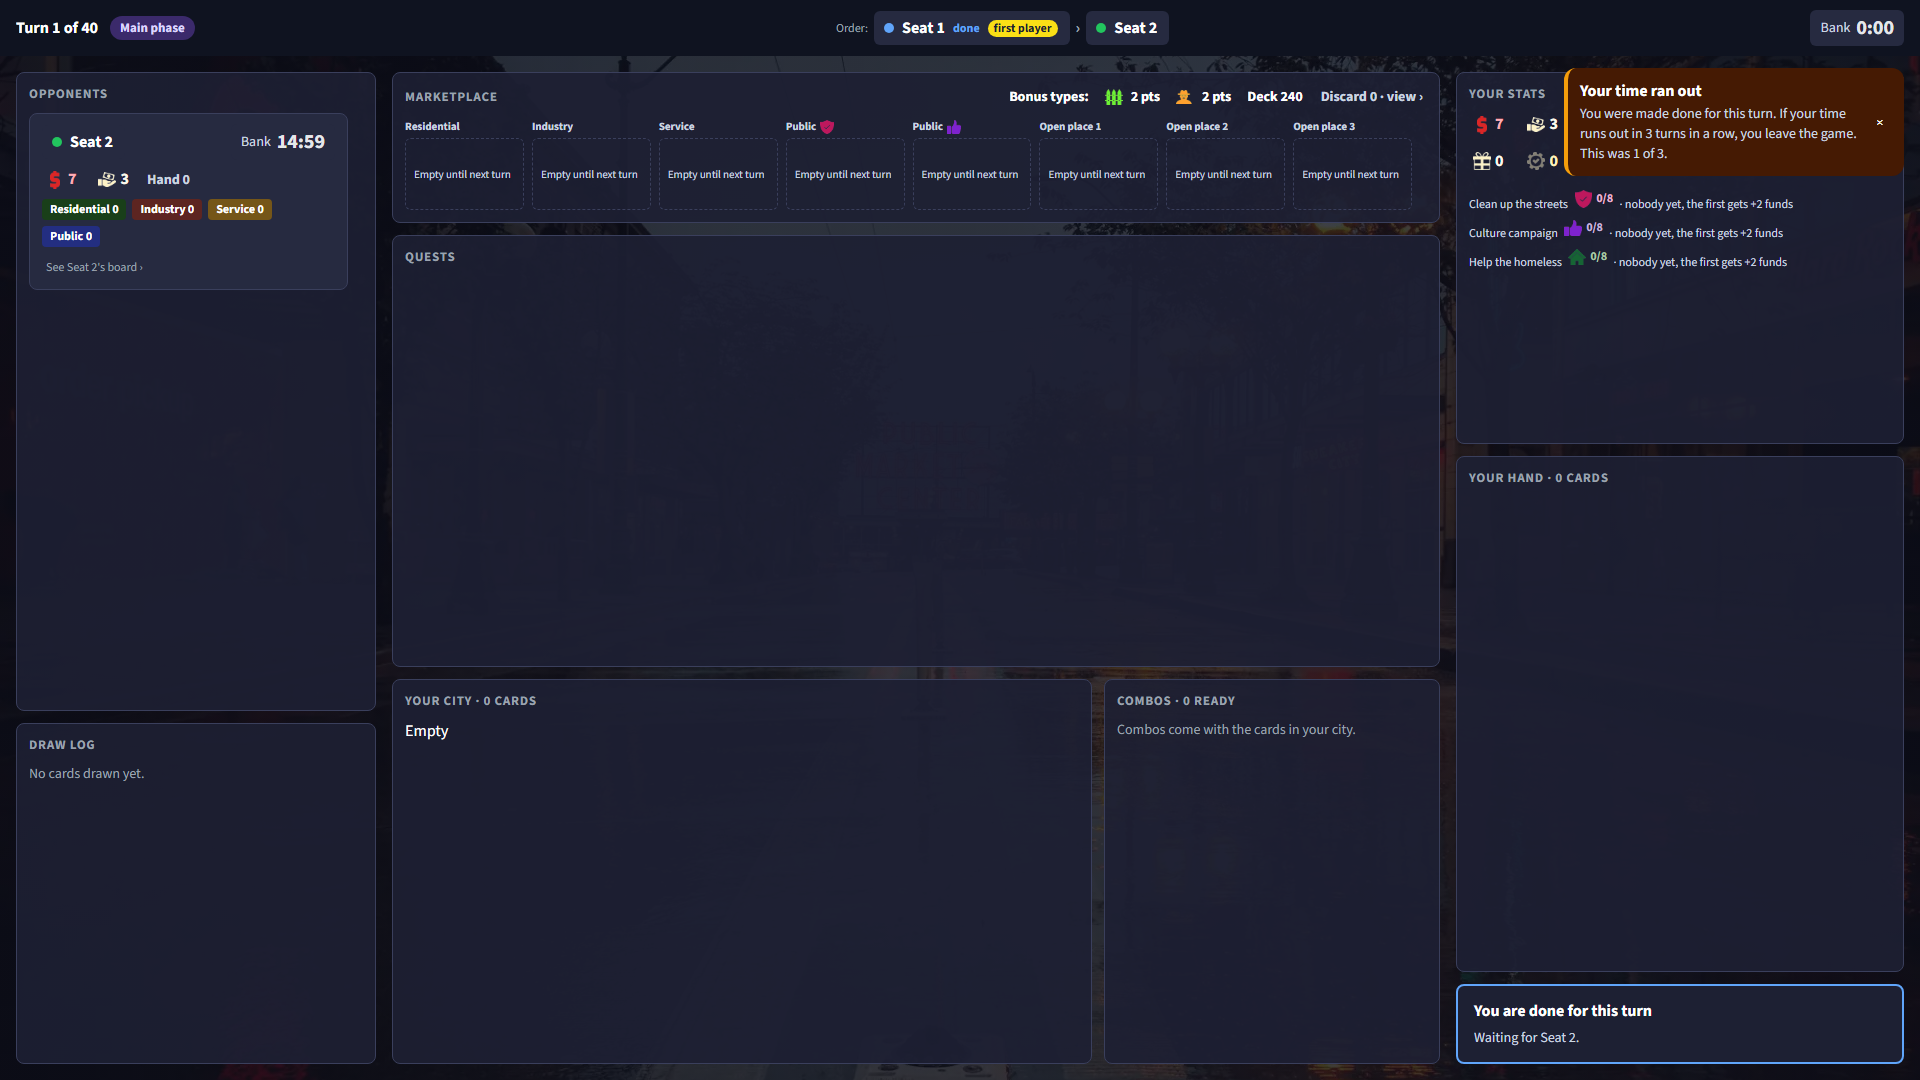 Turn 1 of 40 Main phase
Order: Seat 1 done first player › Seat 2
Bank 0:00
OPPONENTS
Seat 2 Bank 14:59
7 3 Hand 0
Residential 0 Industry 0 Service 0
Public 0
See Seat 2's board ›
DRAW LOG
No cards drawn yet.
MARKETPLACE Bonus types: 2 pts 2 pts Deck 240 Discard 0 · view ›
Residential Industry Service Public Public Open place 1 Open place 2 Open place 3
Empty until next turn Empty until next turn Empty until next turn Empty until next turn Empty until next turn Empty until next turn Empty until next turn Empty until next turn
QUESTS
YOUR CITY · 0 CARDS
Empty
COMBOS · 0 READY
Combos come with the cards in your city.
YOUR STATS
7 3
0 0
Your time ran out
You were made done for this turn. If your time
runs out in 3 turns in a row, you leave the game.
This was 1 of 3.
×
Clean up the streets 0/8 · nobody yet, the first gets +2 funds
Culture campaign 0/8 · nobody yet, the first gets +2 funds
Help the homeless 0/8 · nobody yet, the first gets +2 funds
YOUR HAND · 0 CARDS
You are done for this turn
Waiting for Seat 2.